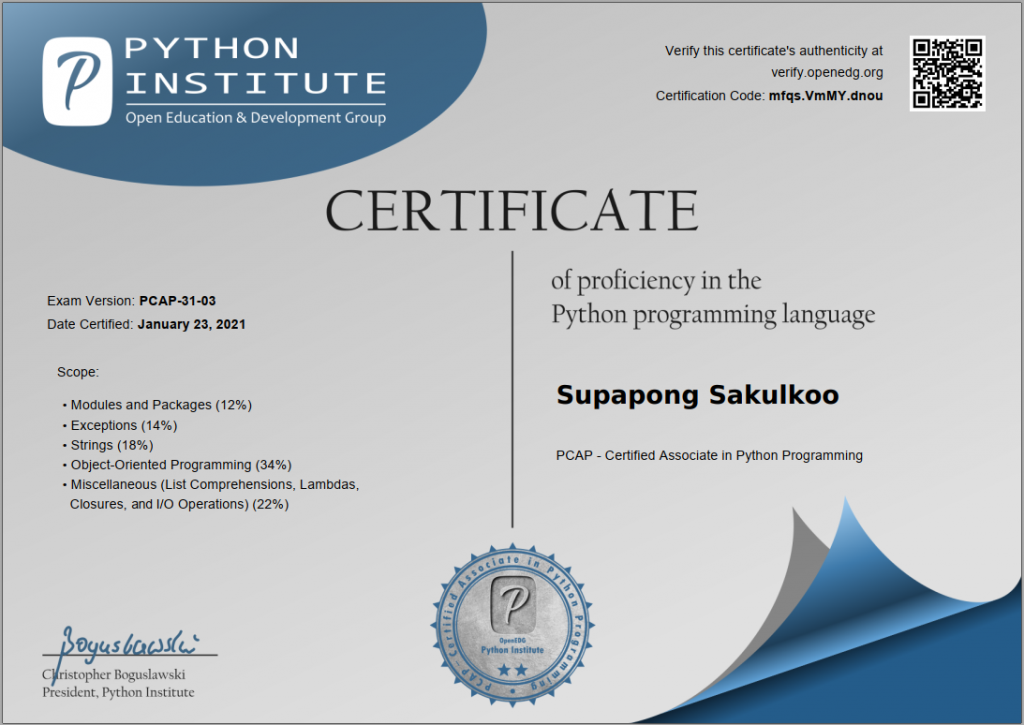 PYTHON
INSTITUTE
Open Education & Development Group
Verify this certificate's authenticity at
verify.openedg.org
Certification Code: mfqs.VmMY.dnou
CERTIFICATE
of proficiency in the
Python programming language
Exam Version: PCAP-31-03
Date Certified: January 23, 2021
Scope:
• Modules and Packages (12%)
• Exceptions (14%)
• Strings (18%)
• Object-Oriented Programming (34%)
• Miscellaneous (List Comprehensions, Lambdas,
Closures, and I/O Operations) (22%)
Supapong Sakulkoo
PCAP - Certified Associate in Python Programming
PCAP-Certified Associate in Python Programming
OpenEDG
Python Institute
Boguslawski
Christopher Boguslawski
President, Python Institute